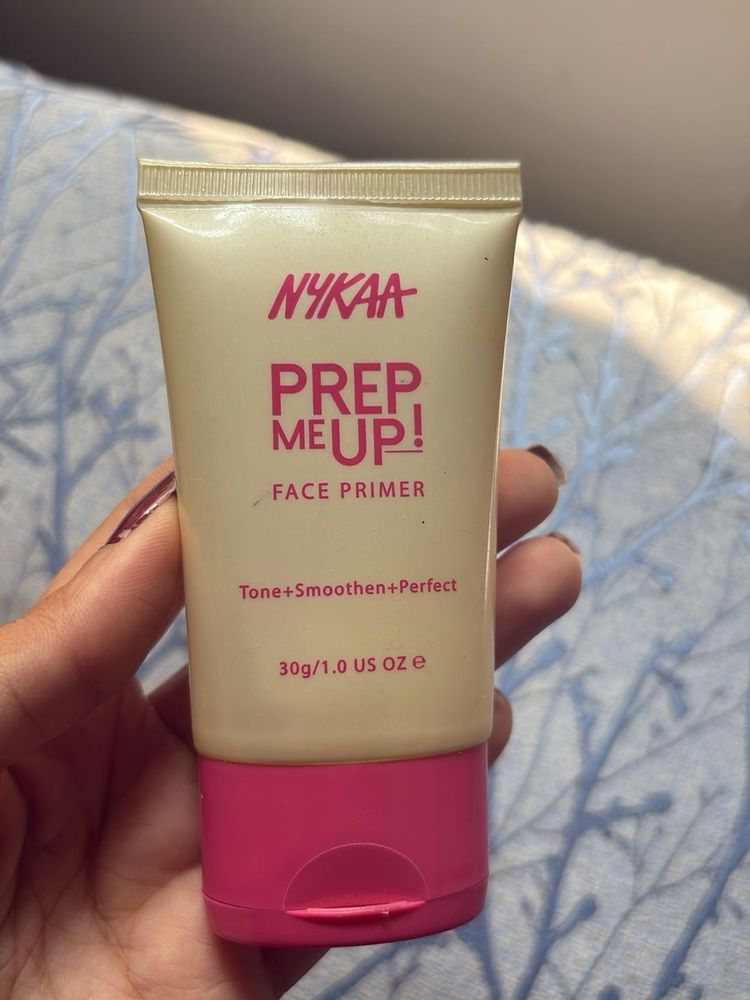 NYKAA
PREP
ME UP!
FACE PRIMER
Tone+Smoothen+Perfect
30g/1.0 US OZ ℮